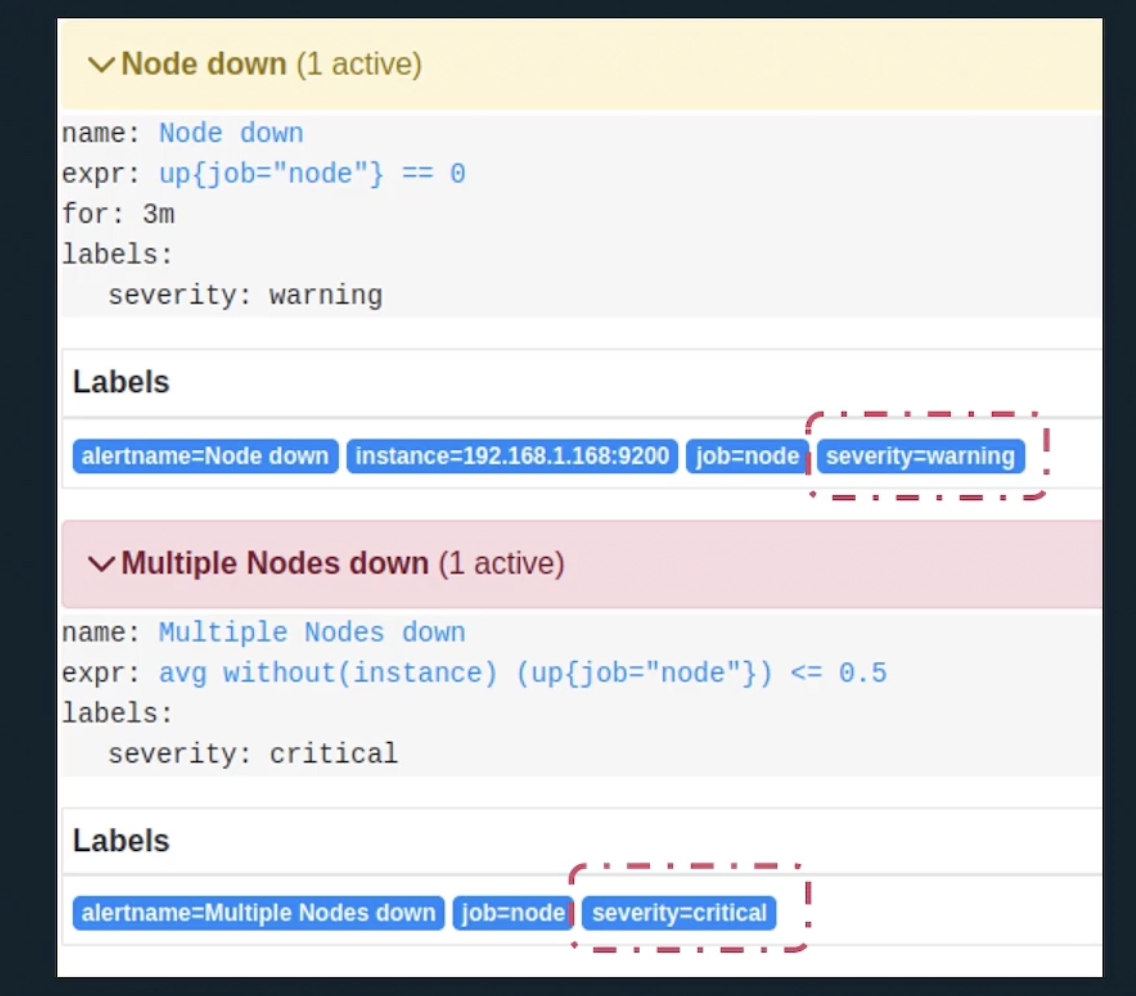 Node down (1 active)
name: Node down
expr: up{job="node"} == 0
for: 3m
labels:
   severity: warning
Labels
alertname=Node down instance=192.168.1.168:9200 job=node severity=warning
Multiple Nodes down (1 active)
name: Multiple Nodes down
expr: avg without(instance) (up{job="node"}) <= 0.5
labels:
   severity: critical
Labels
alertname=Multiple Nodes down job=node severity=critical